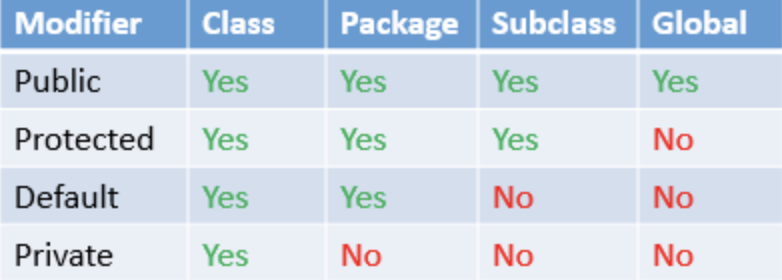 Modifier Class Package Subclass Global
Public Yes Yes Yes Yes
Protected Yes Yes Yes No
Default Yes Yes No No
Private Yes No No No